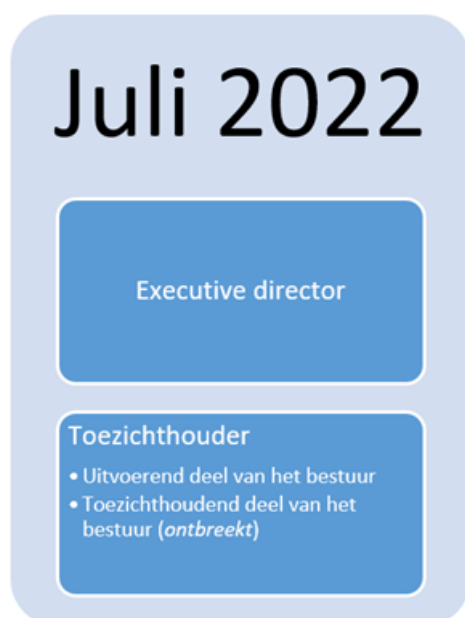 Juli 2022
Executive director
Toezichthouder
• Uitvoerend deel van het bestuur
• Toezichthoudend deel van het
bestuur (ontbreekt)